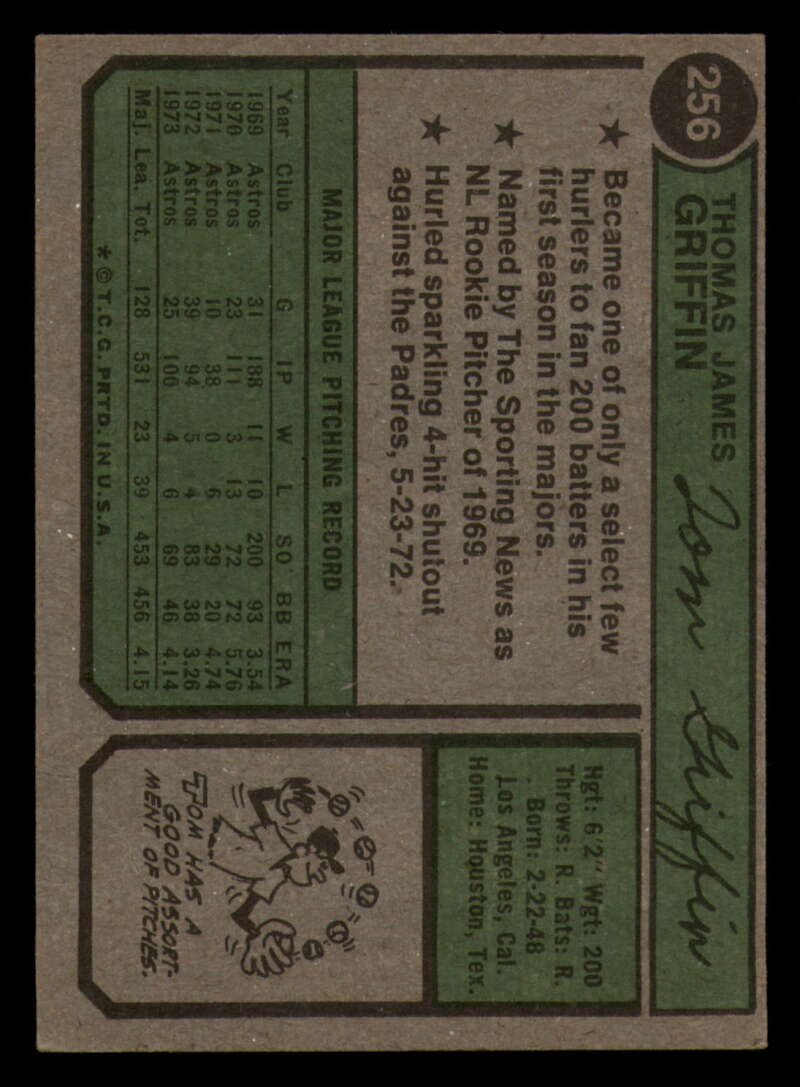 256
THOMAS JAMES
GRIFFIN
Tom Griffin
★ Became one of only a select few
hurlers to fan 200 batters in his
first season in the majors.
★ Named by The Sporting News as
NL Rookie Pitcher of 1969.
★ Hurled sparkling 4-hit shutout
against the Padres, 5-23-72.
MAJOR LEAGUE PITCHING RECORD
Year Club G IP W L SO BB ERA
1969 Astros 31 188 11 10 200 93 3.54
1970 Astros 23 111 3 13 72 72 5.76
1971 Astros 10 38 0 6 29 20 4.74
1972 Astros 39 94 5 4 83 38 3.26
1973 Astros 25 100 4 6 69 46 4.14
Maj. Lea. Tot. 128 531 23 39 453 456 4.15
*©T.C.G. PRTD. IN U.S.A.
Hgt: 6'2" Wgt: 200
Throws: R. Bats: R.
Born: 2-22-48
Los Angeles, Cal.
Home: Houston, Tex.
TOM HAS A
GOOD ASSORT-
MENT OF PITCHES.